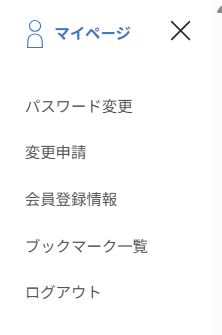 マイページ
パスワード変更
変更申請
会員登録情報
ブックマーク一覧
ログアウト